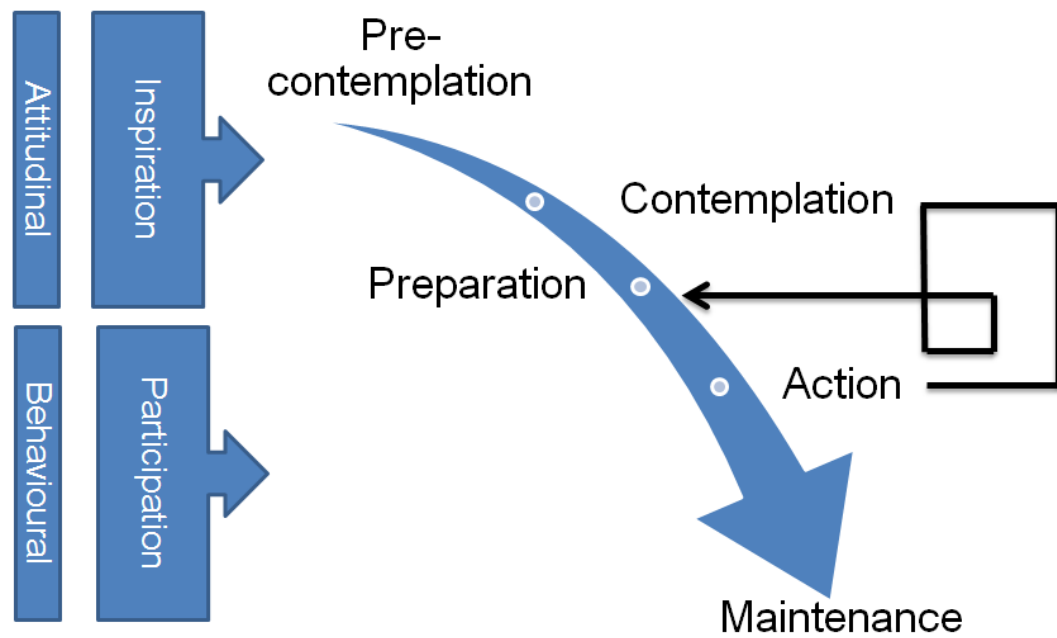 Attitudinal
Inspiration
Pre-
contemplation
Contemplation
Preparation
Action
Behavioural
Participation
Maintenance